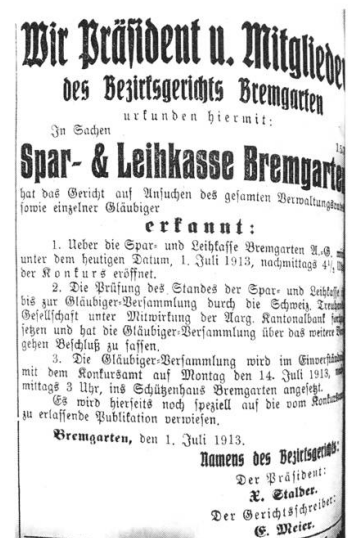 Wir Präsident u. Mitglieder
des Bezirksgerichts Bremgarten
urkunden hiermit:
In Sachen
Spar- & Leihkasse Bremgarten
hat das Gericht auf Ansuchen des gesamten
sowie einzelner Gläubiger
erkannt:
1. Ueber die Spar- und Leihkasse Bremgarten A.-G.
unter dem heutigen Datum, 1. Juli 1913, nachmittags 4½
der Konkurs eröffnet.
2. Die Prüfung des Standes der Spar- und Leihkasse
bis zur Gläubiger-Versammlung durch die Schweiz.
Gesellschaft unter Mitwirkung der Aarg. Kantonalbank
setzen und hat die Gläubiger-Versammlung über das weitere
gehen Beschluß zu fassen.
3. Die Gläubiger-Versammlung wird im
mit dem Konkursamt auf Montag den 14. Juli 1913,
mittags 3 Uhr, ins Schützenhaus Bremgarten angesetzt.
Es wird hierseits noch speziell auf die vom
zu erlassende Publikation verwiesen.
Bremgarten, den 1. Juli 1913.
Namens des Bezirksgerichts:
Der Präsident:
X. Stalder.
Der Gerichtsschreiber:
E. Meier.